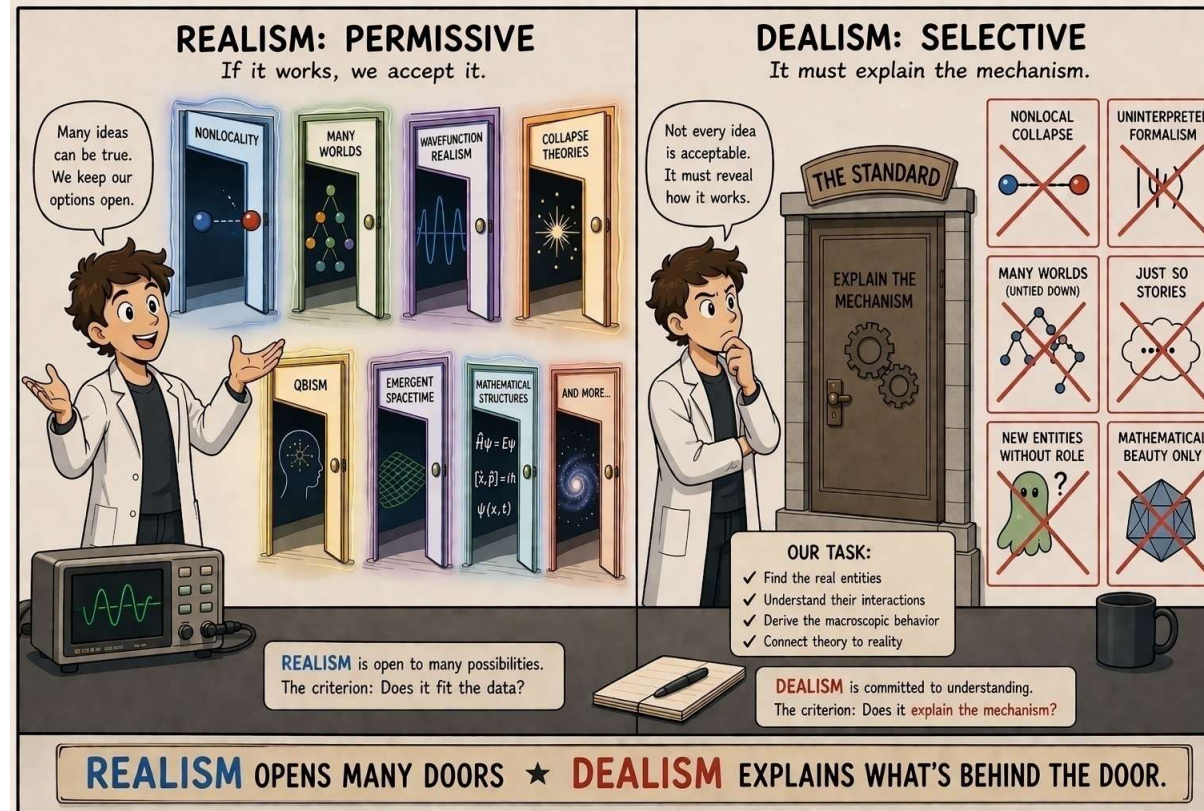 REALISM: PERMISSIVE
If it works, we accept it.
Many ideas
can be true.
We keep our
options open.
NONLOCALITY
MANY
WORLDS
WAVEFUNCTION
REALISM
COLLAPSE
THEORIES
QBISM
EMERGENT
SPACETIME
MATHEMATICAL
STRUCTURES
Ĥψ = Eψ
[x̂, p̂] = iħ
ψ(x,t)
AND MORE...
REALISM is open to many possibilities.
The criterion: Does it fit the data?
DEALISM: SELECTIVE
It must explain the mechanism.
Not every idea
is acceptable.
It must reveal
how it works.
THE STANDARD
EXPLAIN THE
MECHANISM
NONLOCAL
COLLAPSE
UNINTERPRETE
FORMALISM
|ψ⟩
MANY WORLDS
(UNTIED DOWN)
JUST SO
STORIES
NEW ENTITIES
WITHOUT ROLE
?
MATHEMATICAL
BEAUTY ONLY
OUR TASK:
✓ Find the real entities
✓ Understand their interactions
✓ Derive the macroscopic behavior
✓ Connect theory to reality
DEALISM is committed to understanding.
The criterion: Does it explain the mechanism?
REALISM OPENS MANY DOORS ★ DEALISM EXPLAINS WHAT'S BEHIND THE DOOR.